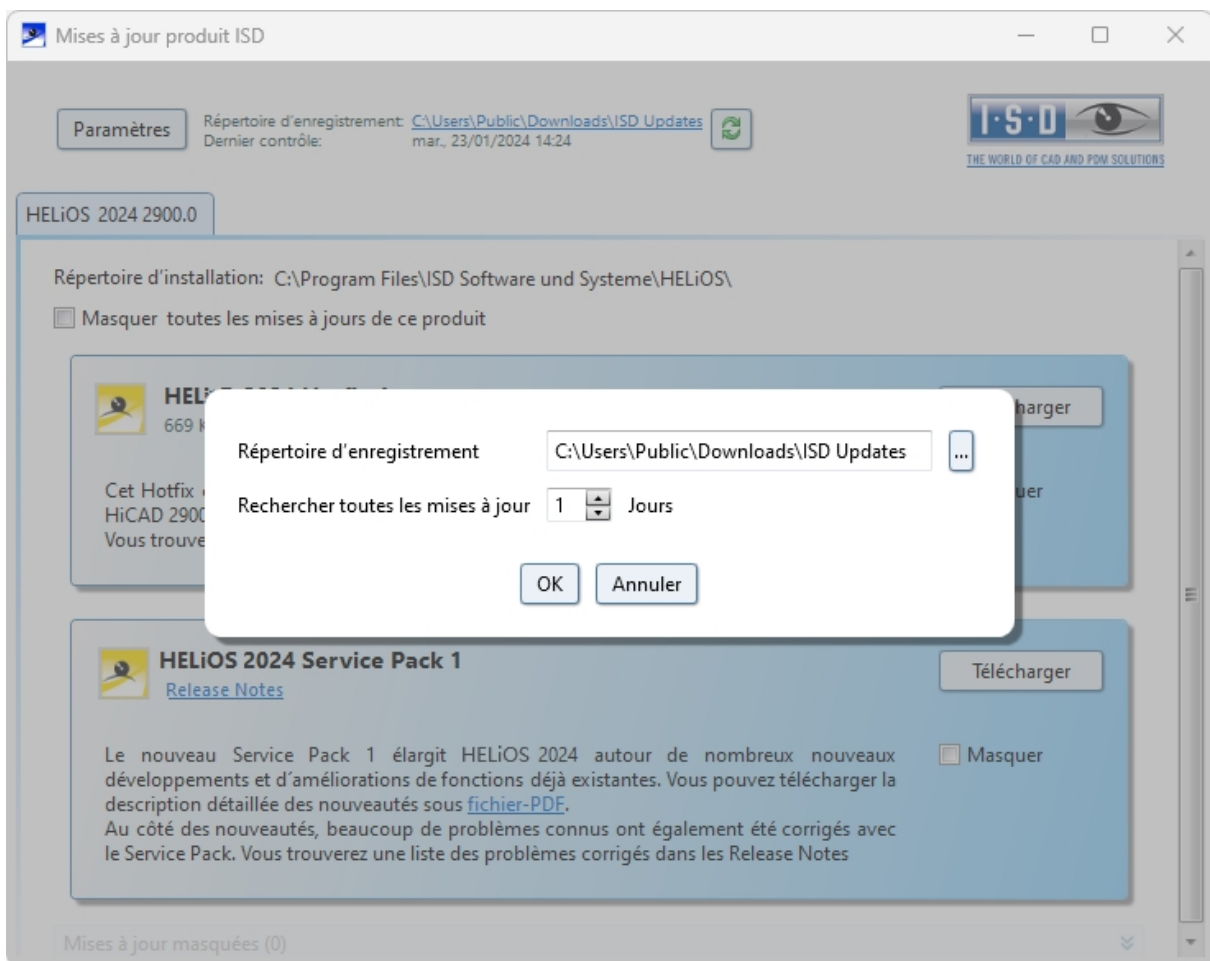 Mises à jour produit ISD
Paramètres
Répertoire d'enregistrement: C:\Users\Public\Downloads\ISD Updates
Dernier contrôle: mar., 23/01/2024 14:24
I·S·D
THE WORLD OF CAD AND PDM SOLUTIONS
HELiOS 2024 2900.0
Répertoire d'installation: C:\Program Files\ISD Software und Systeme\HELiOS\
Masquer toutes les mises à jours de ce produit
669
Répertoire d'enregistrement C:\Users\Public\Downloads\ISD Updates ...
Cet Hotfix
Rechercher toutes les mises à jour 1 Jours
HiCAD
Vous
OK Annuler
HELiOS 2024 Service Pack 1
Télécharger
Release Notes
Le nouveau Service Pack 1 élargit HELiOS 2024 autour de nombreux nouveaux
Masquer
développements et d´améliorations de fonctions déjà existantes. Vous pouvez télécharger la
description détaillée des nouveautés sous fichier-PDF.
Au côté des nouveautés, beaucoup de problèmes connus ont également été corrigés avec
le Service Pack. Vous trouverez une liste des problèmes corrigés dans les Release Notes
Mises à jour masquées (0)